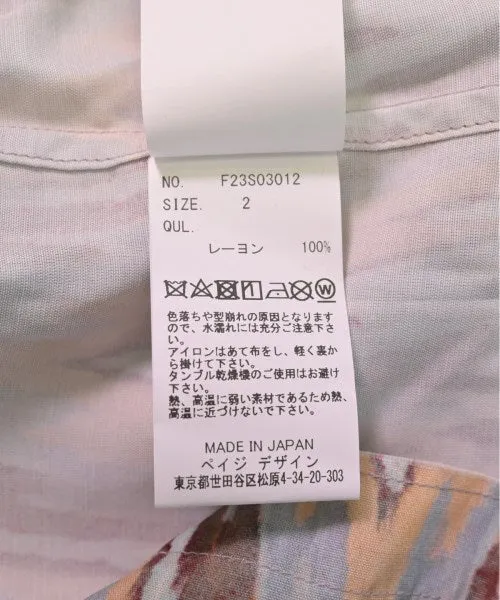 NO. F23S03012
SIZE. 2
QUL.
レーヨン 100%
W
色落ちや型崩れの原因となります
ので、水濡れには充分ご注意下さ
い。
アイロンはあて布をし、軽く裏か
ら掛けて下さい。
タンブル乾燥機のご使用はお避け
下さい。
熱、高温に弱い素材であるため熱、
高温に近づけないで下さい。
MADE IN JAPAN
ペイジ デザイン
東京都世田谷区松原4-34-20-303